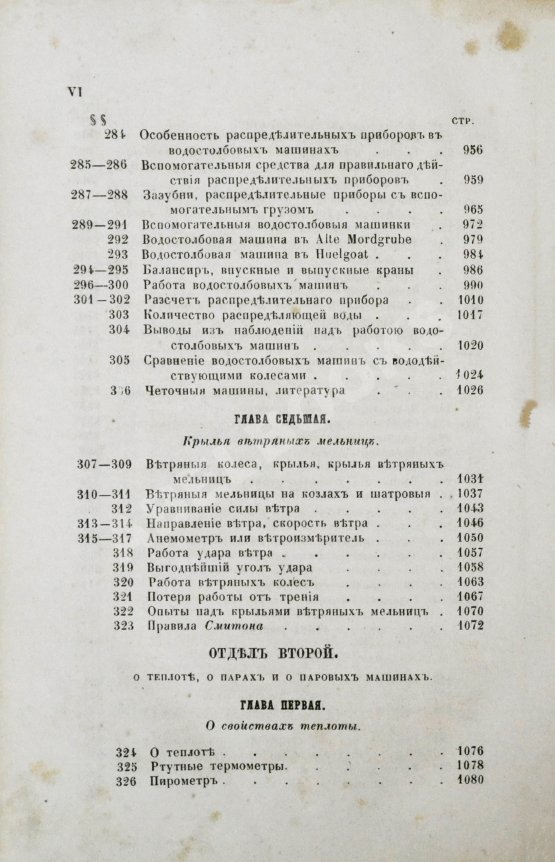 VI
§§ СТР.
284 Особенность распредѣлительныхъ приборовъ въ
водостолбовыхъ машинахъ . . . 956
285—286 Вспомогательныя средства для правильнаго дѣй-
ствія распредѣлительныхъ приборовъ . . 959
287—288 Зазубни, распредѣлительные приборы съ вспо-
могательнымъ грузомъ . . . . 965
289—291 Вспомогательныя водостолбовыя машинки . 972
292 Водостолбовая машина въ Alte Mordgrube . 979
293 Водостолбовая машина въ Huelgoat . . . 984
294—295 Балансиръ, впускные и выпускные краны . 986
296—300 Работа водостолбовыхъ машинъ . . . 990
301—302 Разсчетъ распредѣлительнаго прибора . . 1010
303 Количество распредѣляющей воды . . . 1017
304 Выводы изъ наблюденій надъ работою водо-
столбовыхъ машинъ . . . . . 1020
305 Сравненіе водостолбовыхъ машинъ съ вододѣй-
ствующими колесами . . . . . 1024
306 Четочныя машины, литература . . . 1026
ГЛАВА СЕДЬМАЯ.
Крылья вѣтряныхъ мельницъ.
307—309 Вѣтряныя колеса, крылья, крылья вѣтряныхъ
мельницъ . . . . . . . 1031
310—311 Вѣтряныя мельницы на козлахъ и шатровыя . 1037
312 Уравниваніе силы вѣтра . . . . 1043
313—314 Направленіе вѣтра, скорость вѣтра . . . 1046
315—317 Анемометръ или вѣтроизмѣритель . . . 1050
318 Работа удара вѣтра . . . . . 1057
319 Выгоднѣйшій уголъ удара . . . . 1058
320 Работа вѣтряныхъ колесъ . . . . 1063
321 Потеря работы отъ тренія . . . . 1067
322 Опыты надъ крыльями вѣтряныхъ мельницъ . 1070
323 Правила Смитона . . . . . . 1072
ОТДѢЛЪ ВТОРОЙ.
О ТЕПЛОТѢ, О ПАРАХЪ И О ПАРОВЫХЪ МАШИНАХЪ.
ГЛАВА ПЕРВАЯ.
О свойствахъ теплоты.
324 О теплотѣ . . . . . . . . 1076
325 Ртутные термометры. . . . . . 1078
326 Пирометръ . . . . . . . 1080